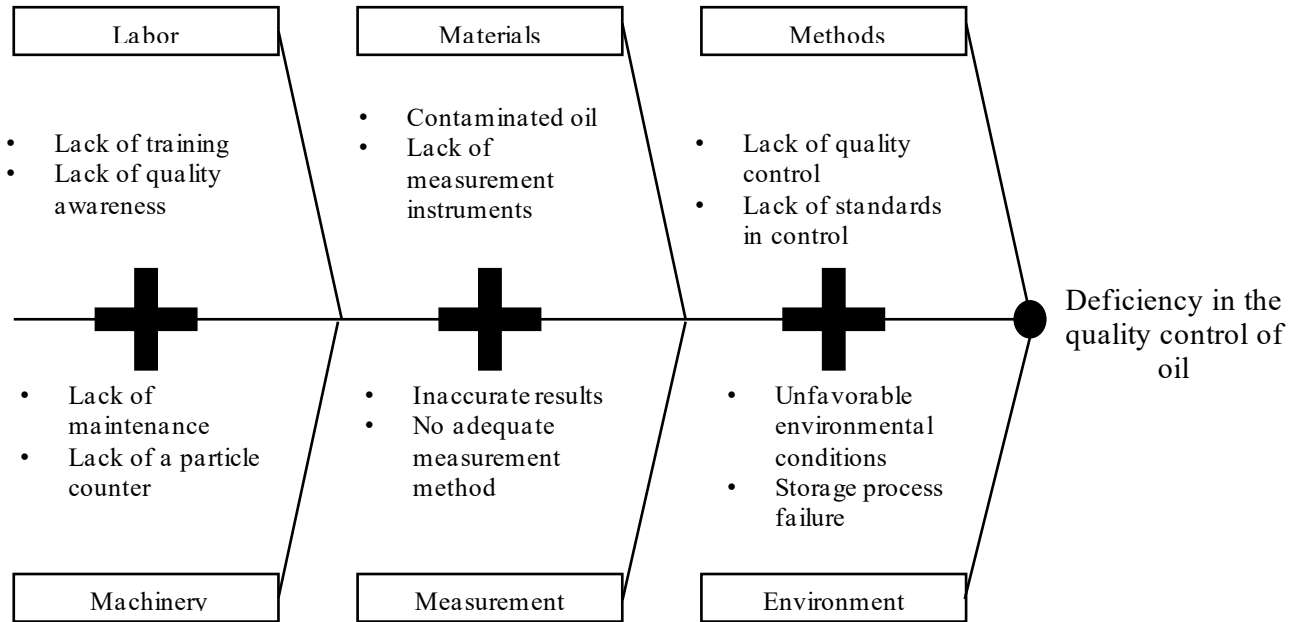 Labor
Materials
Methods
• Lack of training
• Lack of quality
awareness
• Contaminated oil
• Lack of
measurement
instruments
• Lack of quality
control
• Lack of standards
in control
Deficiency in the
quality control of
oil
• Lack of
maintenance
• Lack of a particle
counter
• Inaccurate results
• No adequate
measurement
method
• Unfavorable
environmental
conditions
• Storage process
failure
Machinery
Measurement
Environment